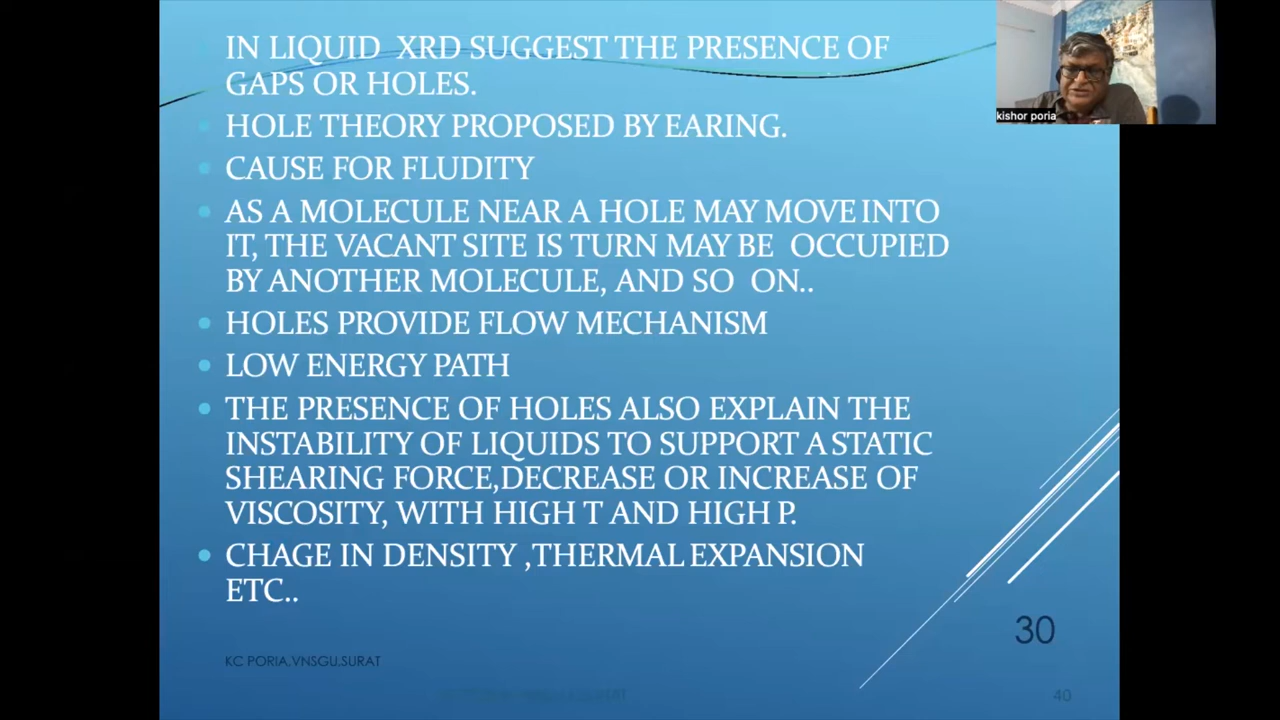 IN LIQUID XRD SUGGEST THE PRESENCE OF
GAPS OR HOLES.
HOLE THEORY PROPOSED BY EARING.
CAUSE FOR FLUDITY
AS A MOLECULE NEAR A HOLE MAY MOVE INTO
IT, THE VACANT SITE IS TURN MAY BE OCCUPIED
BY ANOTHER MOLECULE, AND SO ON..
HOLES PROVIDE FLOW MECHANISM
LOW ENERGY PATH
THE PRESENCE OF HOLES ALSO EXPLAIN THE
INSTABILITY OF LIQUIDS TO SUPPORT A STATIC
SHEARING FORCE,DECREASE OR INCREASE OF
VISCOSITY, WITH HIGH T AND HIGH P.
CHAGE IN DENSITY ,THERMAL EXPANSION
ETC..
kishor poria
30
KC PORIA,VNSGU,SURAT
40